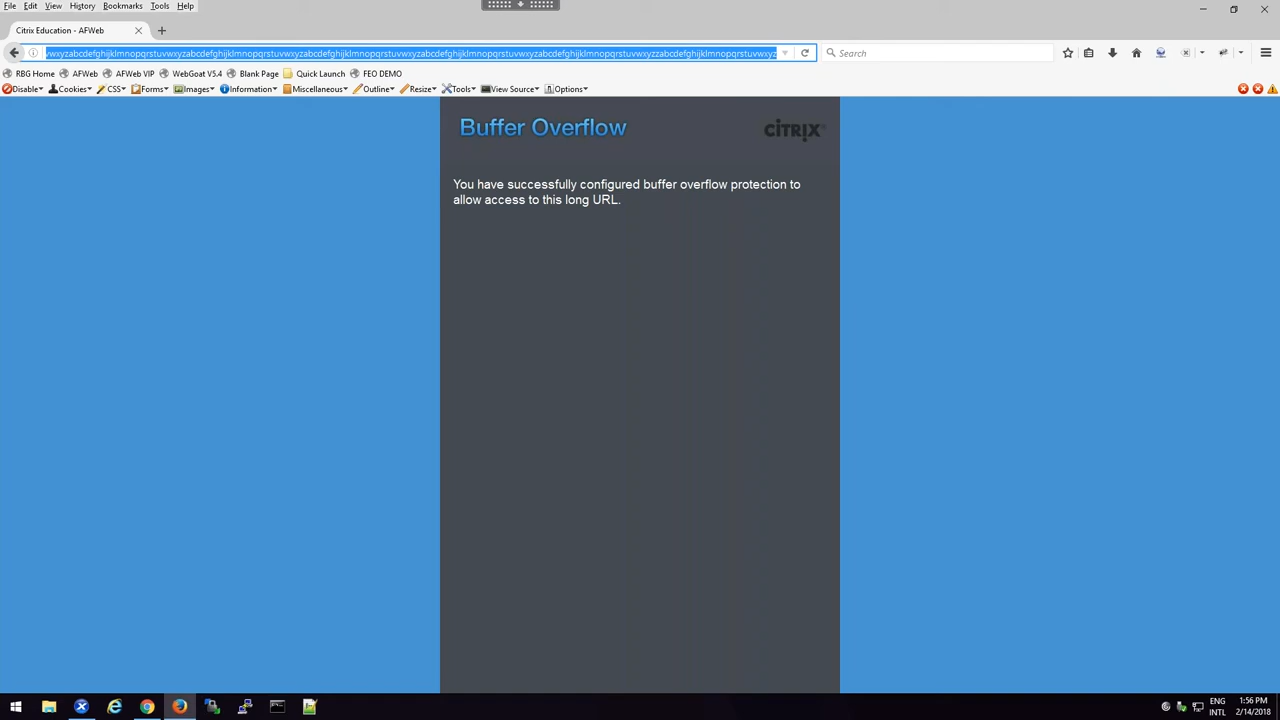 File Edit View History Bookmarks Tools Help
Citrix Education - AFWeb
vwxyzabcdefghijklmnopqrstuvwxyzabcdefghijklmnopqrstuvwxyzabcdefghijklmnopqrstuvwxyzabcdefghijklmnopqrstuvwxyzabcdefghijklmnopqrstuvwxyzabcdefghijklmnopqrstuvwxyzzabcdefghijklmnopqrstuvwxyz Search
RBG Home AFWeb AFWeb VIP WebGoat V5.4 Blank Page Quick Launch FEO DEMO
Disable Cookies CSS Forms Images Information Miscellaneous Outline Resize Tools View Source Options
Buffer Overflow CITRIX
You have successfully configured buffer overflow protection to
allow access to this long URL.
ENG 1:56 PM
INTL 2/14/2018